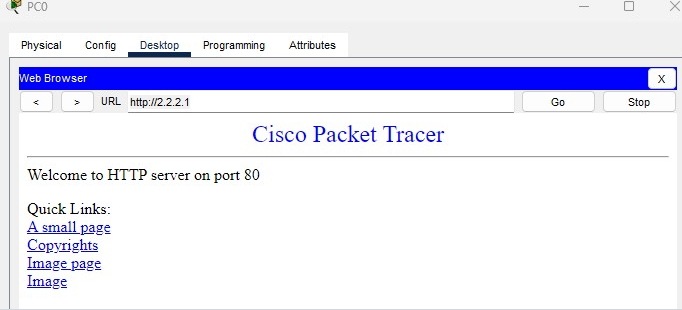 PC0
Physical Config Desktop Programming Attributes
Web Browser X
< > URL http://2.2.2.1 Go Stop
Cisco Packet Tracer
Welcome to HTTP server on port 80
Quick Links:
A small page
Copyrights
Image page
Image